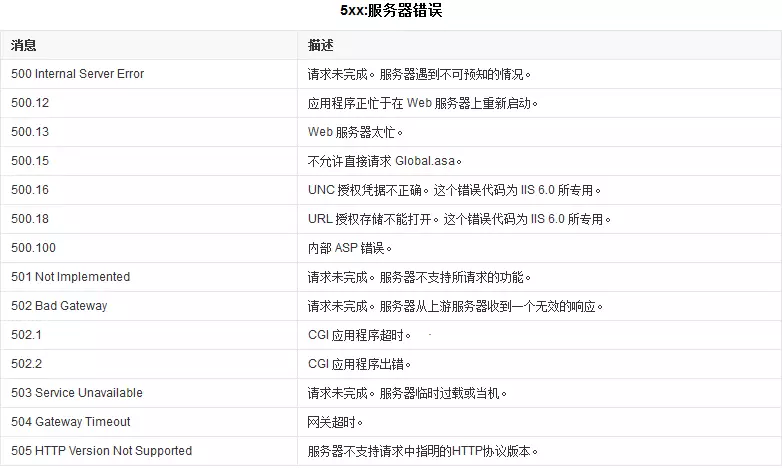 5xx:服务器错误
消息 描述
500 Internal Server Error 请求未完成。服务器遇到不可预知的情况。
500.12 应用程序正忙于在 Web 服务器上重新启动。
500.13 Web 服务器太忙。
500.15 不允许直接请求 Global.asa。
500.16 UNC 授权凭据不正确。这个错误代码为 IIS 6.0 所专用。
500.18 URL 授权存储不能打开。这个错误代码为 IIS 6.0 所专用。
500.100 内部 ASP 错误。
501 Not Implemented 请求未完成。服务器不支持所请求的功能。
502 Bad Gateway 请求未完成。服务器从上游服务器收到一个无效的响应。
502.1 CGI 应用程序超时。
502.2 CGI 应用程序出错。
503 Service Unavailable 请求未完成。服务器临时过载或当机。
504 Gateway Timeout 网关超时。
505 HTTP Version Not Supported 服务器不支持请求中指明的HTTP协议版本。